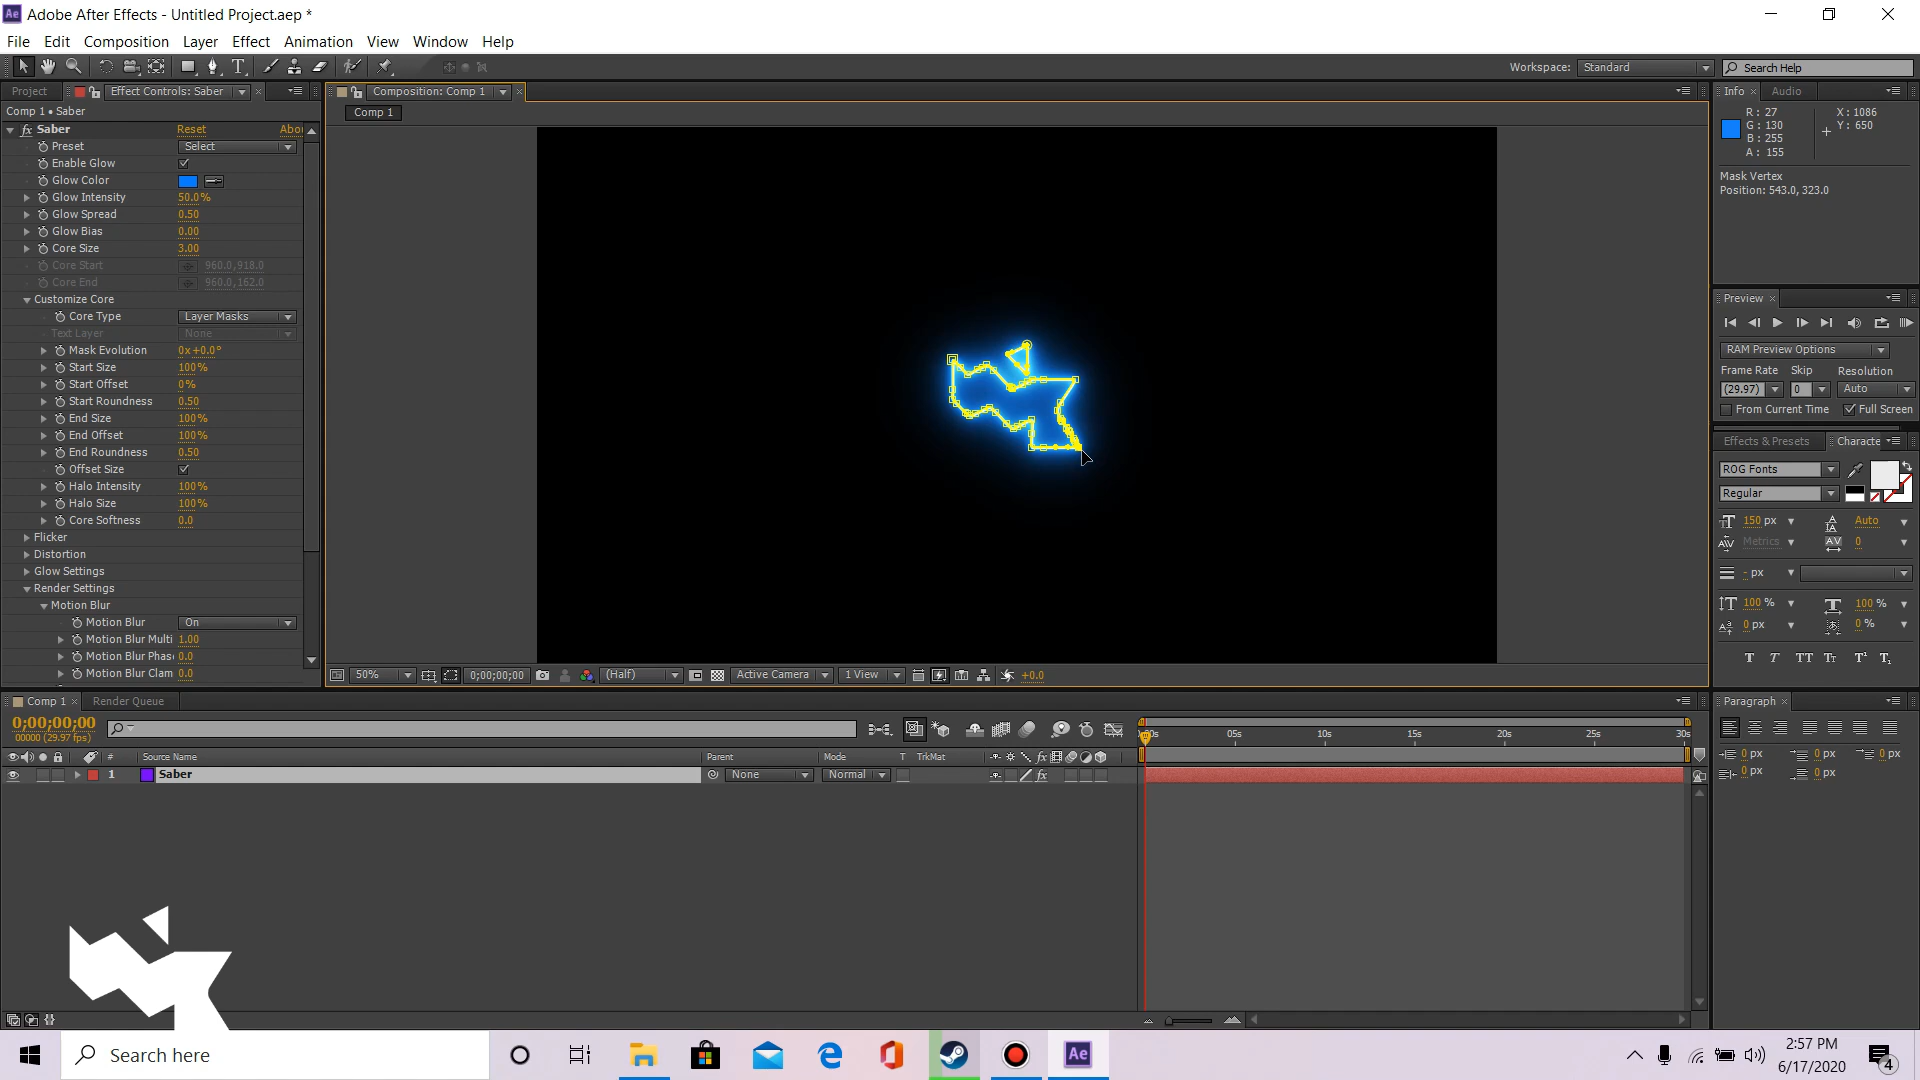 Adobe After Effects - Untitled Project.aep *
File Edit Composition Layer Effect Animation View Window Help
Workspace: Standard Search Help
Project Effect Controls: Saber
Comp 1 • Saber
Saber Reset Abou
Preset Select
Enable Glow
Glow Color
Glow Intensity 50.0%
Glow Spread 0.50
Glow Bias 0.00
Core Size 3.00
Core Start 960.0,918.0
Core End 960.0,162.0
Customize Core
Core Type Layer Masks
Text Layer None
Mask Evolution 0x+0.0°
Start Size 100%
Start Offset 0%
Start Roundness 0.50
End Size 100%
End Offset 100%
End Roundness 0.50
Offset Size
Halo Intensity 100%
Halo Size 100%
Core Softness 0.0
Flicker
Distortion
Glow Settings
Render Settings
Motion Blur
Motion Blur On
Motion Blur Multi 1.00
Motion Blur Phas 0.0
Motion Blur Clam 0.0
Composition: Comp 1
Comp 1
50% 0;00;00;00 (Half) Active Camera 1 View +0.0
Info Audio
R : 27 X : 1086
G : 130 Y : 650
B : 255
A : 155
Mask Vertex
Position: 543.0, 323.0
Preview
RAM Preview Options
Frame Rate Skip Resolution
(29.97) 0 Auto
From Current Time Full Screen
Effects & Presets Characte
ROG Fonts
Regular
150 px Auto
Metrics 0
- px
100 % 100 %
0 px 0 %
T T TT Tt T¹ T₁
Paragraph
0 px 0 px 0 px
0 px 0 px
Comp 1 Render Queue
0;00;00;00
00000 (29.97 fps)
# Source Name Parent Mode T TrkMat
1 Saber None Normal
05s 10s 15s 20s 25s 30s
Search here
2:57 PM
6/17/2020
4